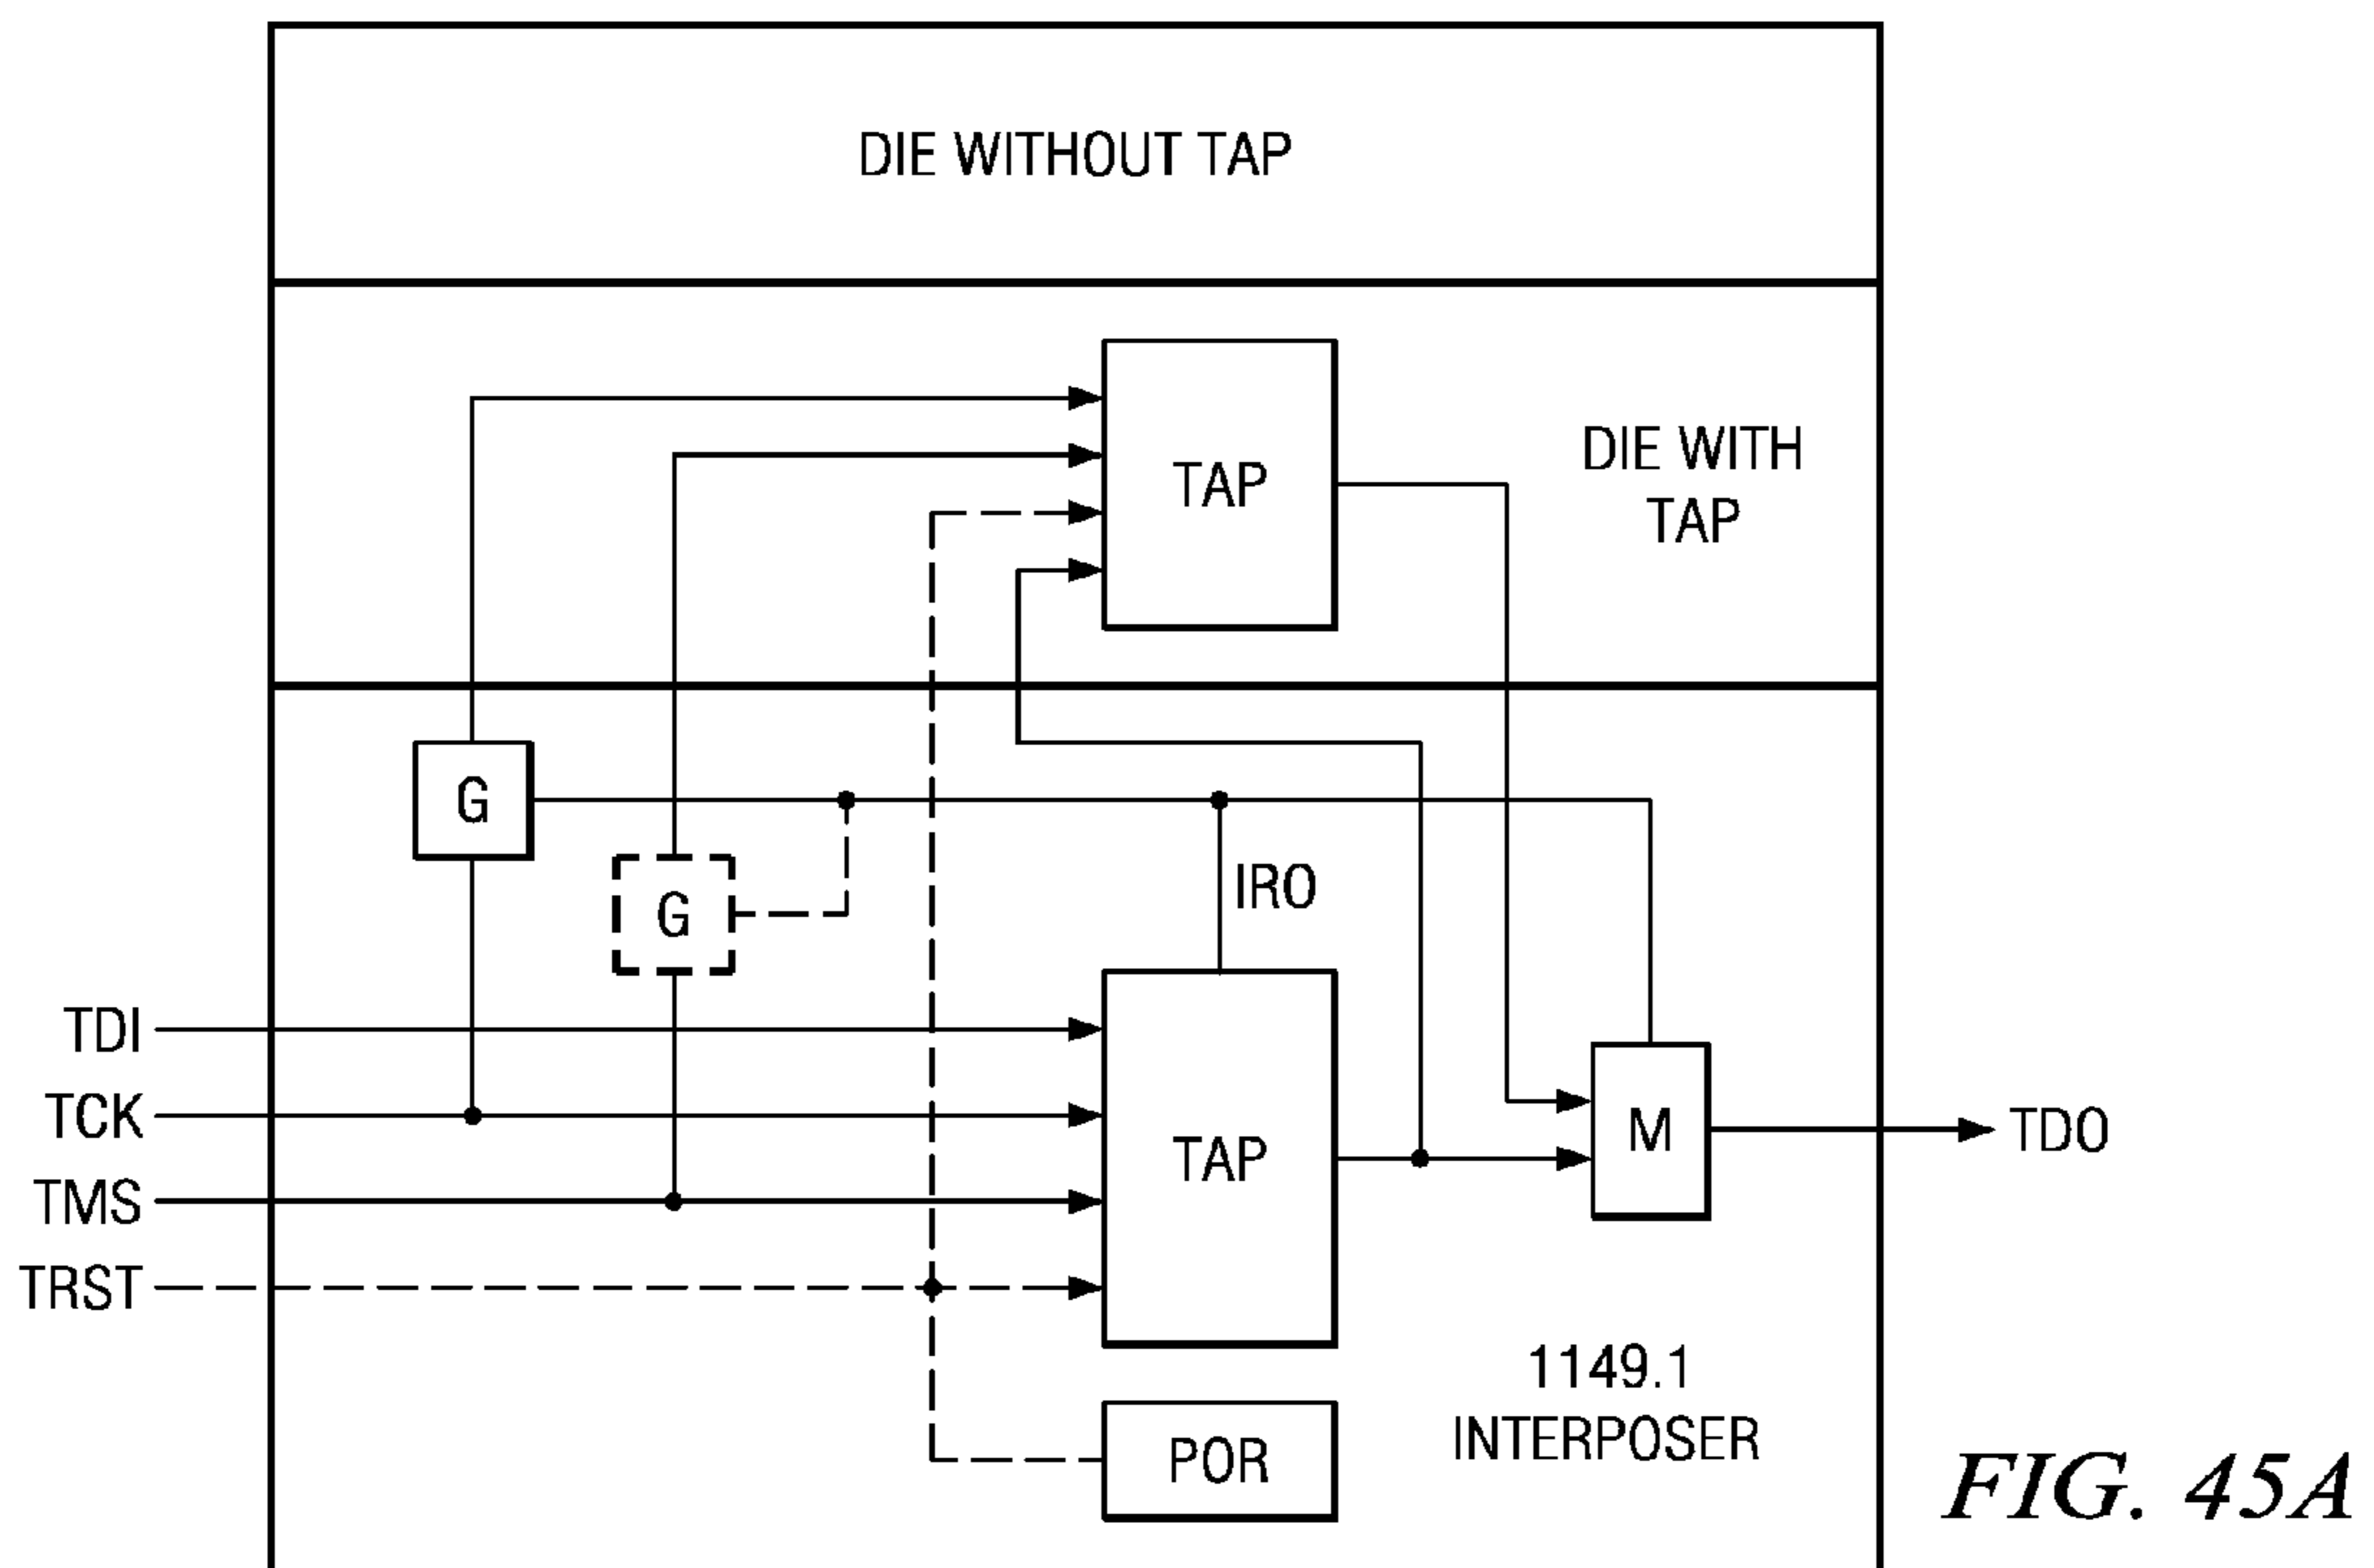 DIE WITHOUT TAP
TAP
DIE WITH
TAP
G
G
IRO
TDI
TCK
TMS
TRST
TAP
M
TDO
1149.1
INTERPOSER
POR
FIG. 45A